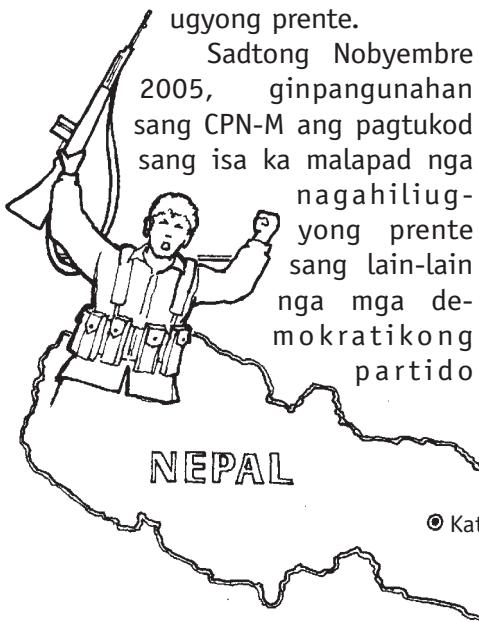 ugyong prente.
Sadtong Nobyembre
2005, ginpangunahan
sang CPN-M ang pagtukod
sang isa ka malapad nga
nagahiliug-
yong prente
sang lain-lain
nga mga de-
mokratikong
partido
NEPAL
Kat